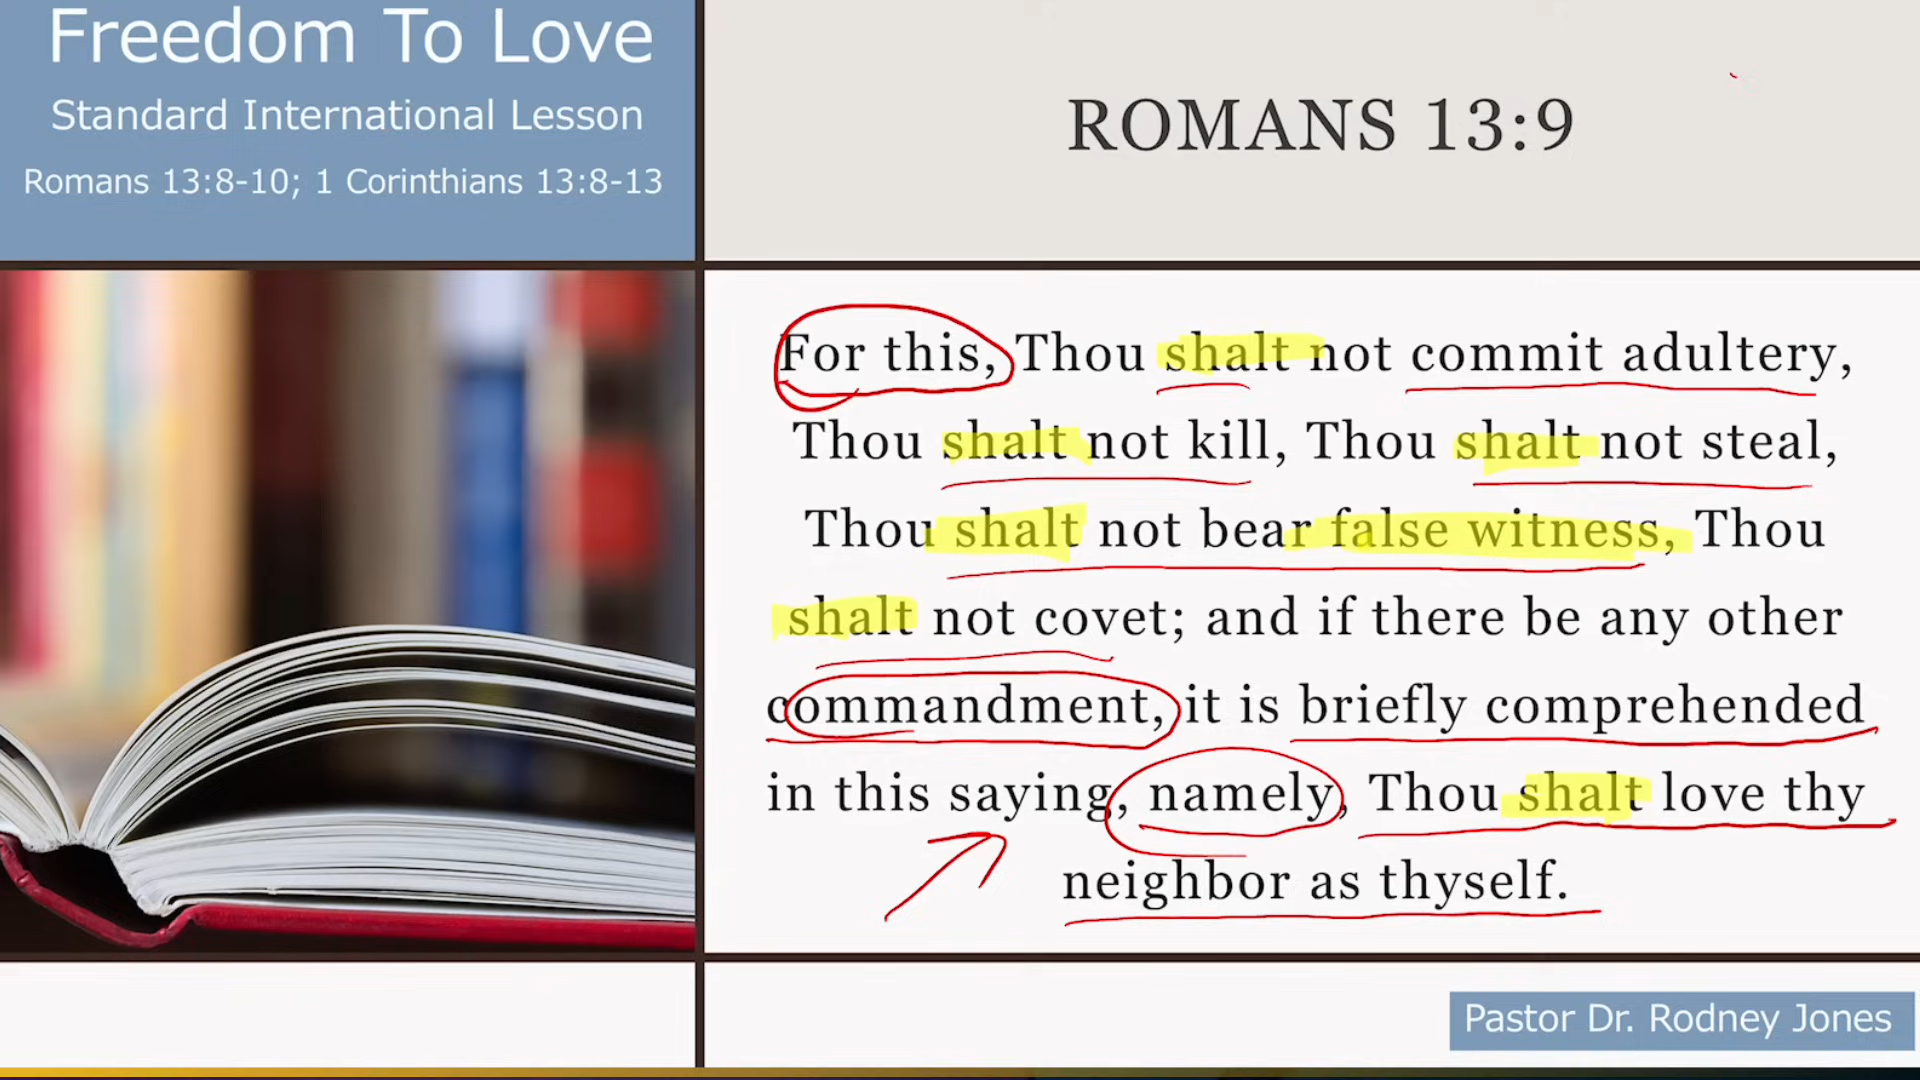 Freedom To Love
Standard International Lesson
Romans 13:8-10; 1 Corinthians 13:8-13
ROMANS 13:9
For this, Thou shalt not commit adultery,
Thou shalt not kill, Thou shalt not steal,
Thou shalt not bear false witness, Thou
shalt not covet; and if there be any other
commandment, it is briefly comprehended
in this saying, namely, Thou shalt love thy
neighbor as thyself.
Pastor Dr. Rodney Jones